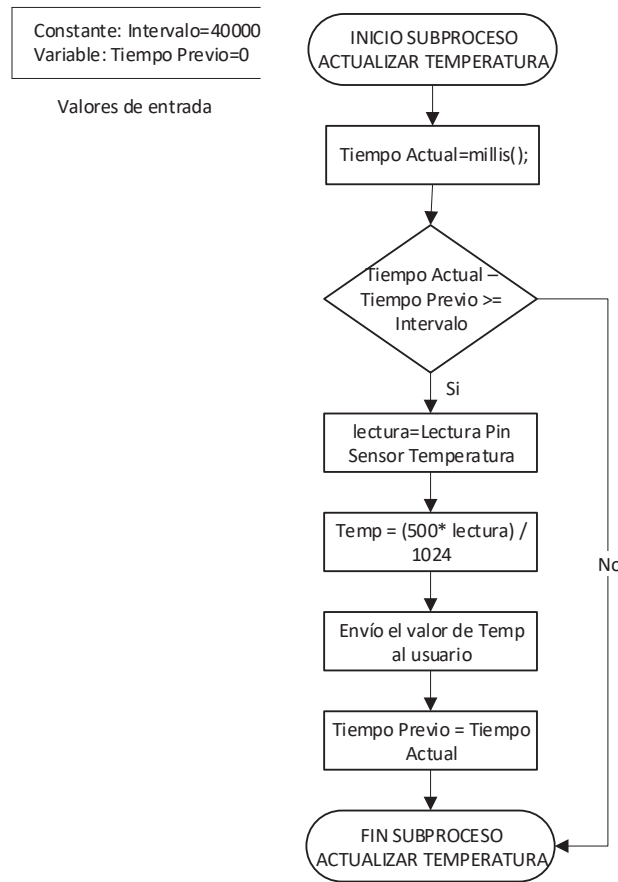 Constante: Intervalo=40000
Variable: Tiempo Previo=0
Valores de entrada
INICIO SUBPROCESO
ACTUALIZAR TEMPERATURA
Tiempo Actual=millis();
Tiempo Actual –
Tiempo Previo >=
Intervalo
Si
lectura=Lectura Pin
Sensor Temperatura
Temp = (500* lectura) /
1024
No
Envío el valor de Temp
al usuario
Tiempo Previo = Tiempo
Actual
FIN SUBPROCESO
ACTUALIZAR TEMPERATURA